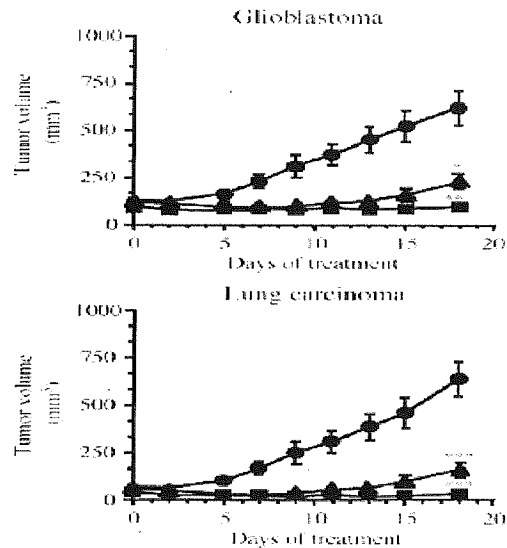 Glioblastoma
1000
750
500
250
0
Tumor volume
(mm³)
0 5 10 15 20
Days of treatment
Lung carcinoma
1000
750
500
250
0
Tumor volume
(mm³)
0 5 10 15 20
Days of treatment